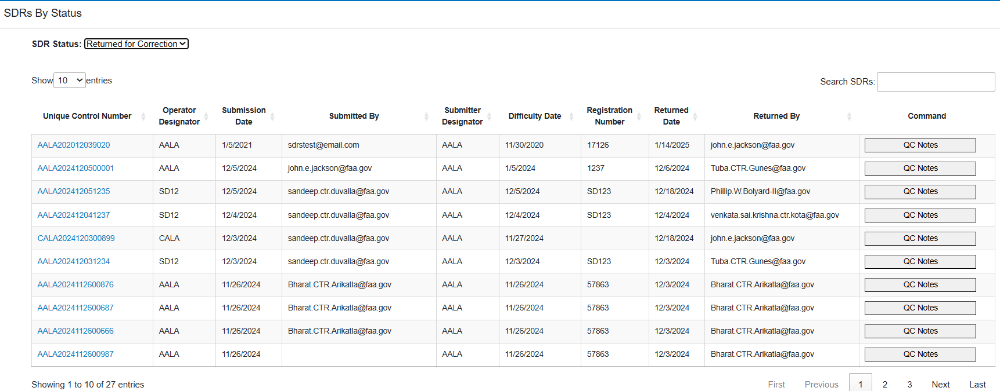 SDRs By Status
SDR Status: Returned for Correction
Show 10 entries
Search SDRs:
Unique Control Number Operator Designator Submission Date Submitted By Submitter Designator Difficulty Date Registration Number Returned Date Returned By Command
AALA202012039020 AALA 1/5/2021 sdrstest@email.com AALA 11/30/2020 17126 1/14/2025 john.e.jackson@faa.gov QC Notes
AALA2024120500001 AALA 12/5/2024 john.e.jackson@faa.gov AALA 1/5/2024 1237 12/6/2024 Tuba.CTR.Gunes@faa.gov QC Notes
AALA202412051235 SD12 12/5/2024 sandeep.ctr.duvalla@faa.gov AALA 12/5/2024 SD123 12/18/2024 Phillip.W.Bolyard-II@faa.gov QC Notes
AALA202412041237 SD12 12/4/2024 sandeep.ctr.duvalla@faa.gov AALA 12/4/2024 SD123 12/4/2024 venkata.sai.krishna.ctr.kota@faa.gov QC Notes
CALA2024120300899 CALA 12/3/2024 sandeep.ctr.duvalla@faa.gov AALA 11/27/2024 12/18/2024 john.e.jackson@faa.gov QC Notes
AALA202412031234 SD12 12/3/2024 sandeep.ctr.duvalla@faa.gov AALA 12/3/2024 SD123 12/3/2024 Tuba.CTR.Gunes@faa.gov QC Notes
AALA2024112600876 AALA 11/26/2024 Bharat.CTR.Arikatla@faa.gov AALA 11/26/2024 57863 12/3/2024 Bharat.CTR.Arikatla@faa.gov QC Notes
AALA2024112600687 AALA 11/26/2024 Bharat.CTR.Arikatla@faa.gov AALA 11/26/2024 57863 12/3/2024 Bharat.CTR.Arikatla@faa.gov QC Notes
AALA2024112600666 AALA 11/26/2024 Bharat.CTR.Arikatla@faa.gov AALA 11/26/2024 57863 12/3/2024 Bharat.CTR.Arikatla@faa.gov QC Notes
AALA2024112600987 AALA 11/26/2024 AALA 11/26/2024 57863 12/3/2024 Bharat.CTR.Arikatla@faa.gov QC Notes
Showing 1 to 10 of 27 entries
First Previous 1 2 3 Next Last